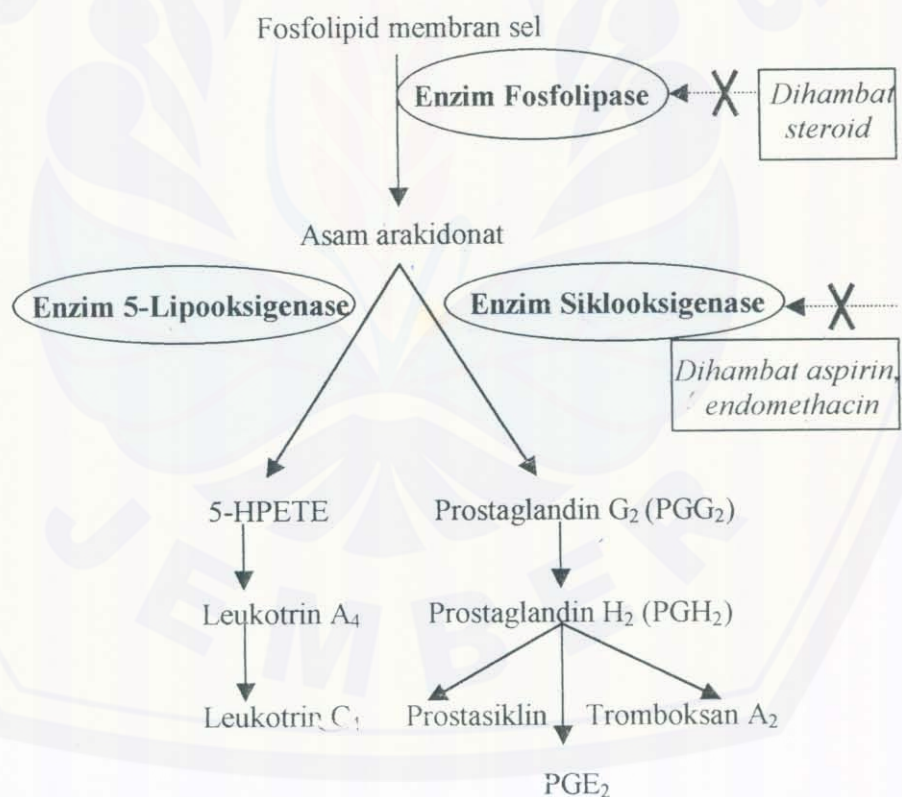 Fosfolipid membran sel
Enzim Fosfolipase
X
Dihambat
steroid
Asam arakidonat
Enzim 5-Lipooksigenase
Enzim Siklooksigenase
X
Dihambat aspirin,
endomethacin
5-HPETE
Prostaglandin G₂ (PGG₂)
Leukotrin A₄
Prostaglandin H₂ (PGH₂)
Leukotrin
Prostasiklin
Tromboksan A₂
PGE₂
JEMBER